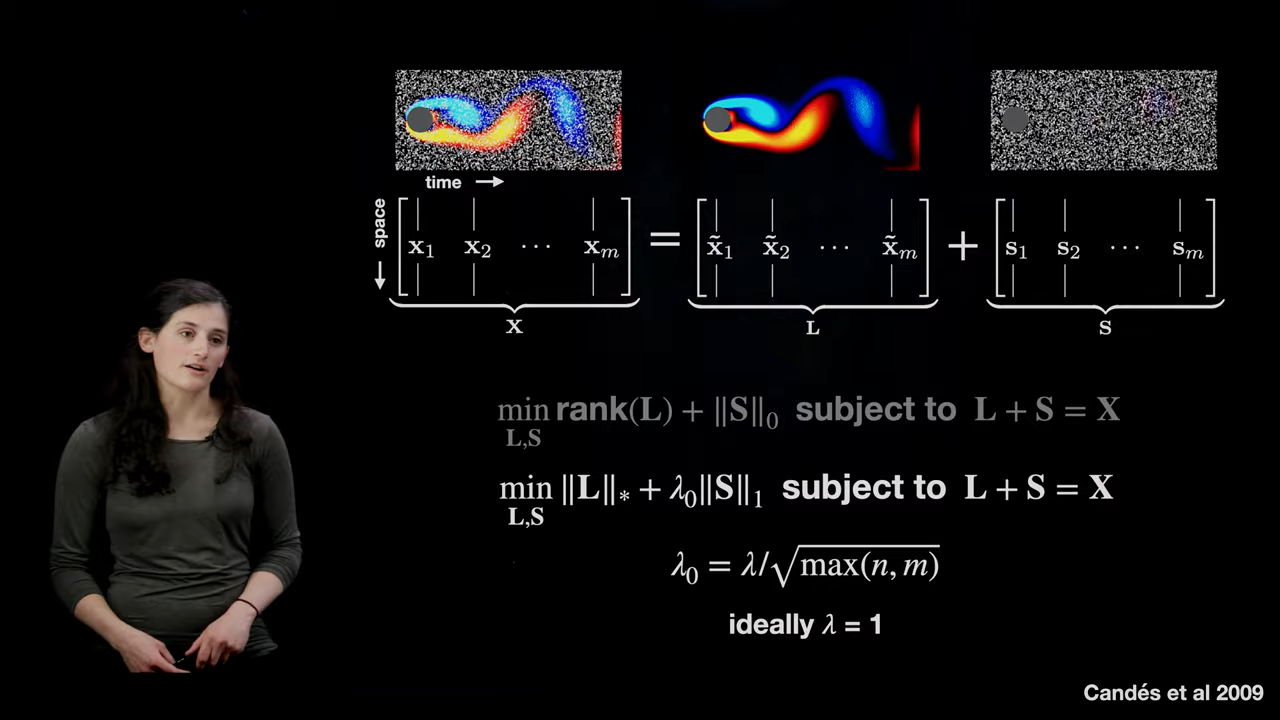 time →
space →
[x₁ x₂ ⋯ xₘ] = [x̃₁ x̃₂ ⋯ x̃ₘ] + [s₁ s₂ ⋯ sₘ]
X L S
min rank(L) + ‖S‖₀ subject to L + S = X
L,S
min ‖L‖* + λ₀‖S‖₁ subject to L + S = X
L,S
λ₀ = λ/√max(n, m)
ideally λ = 1
Candés et al 2009